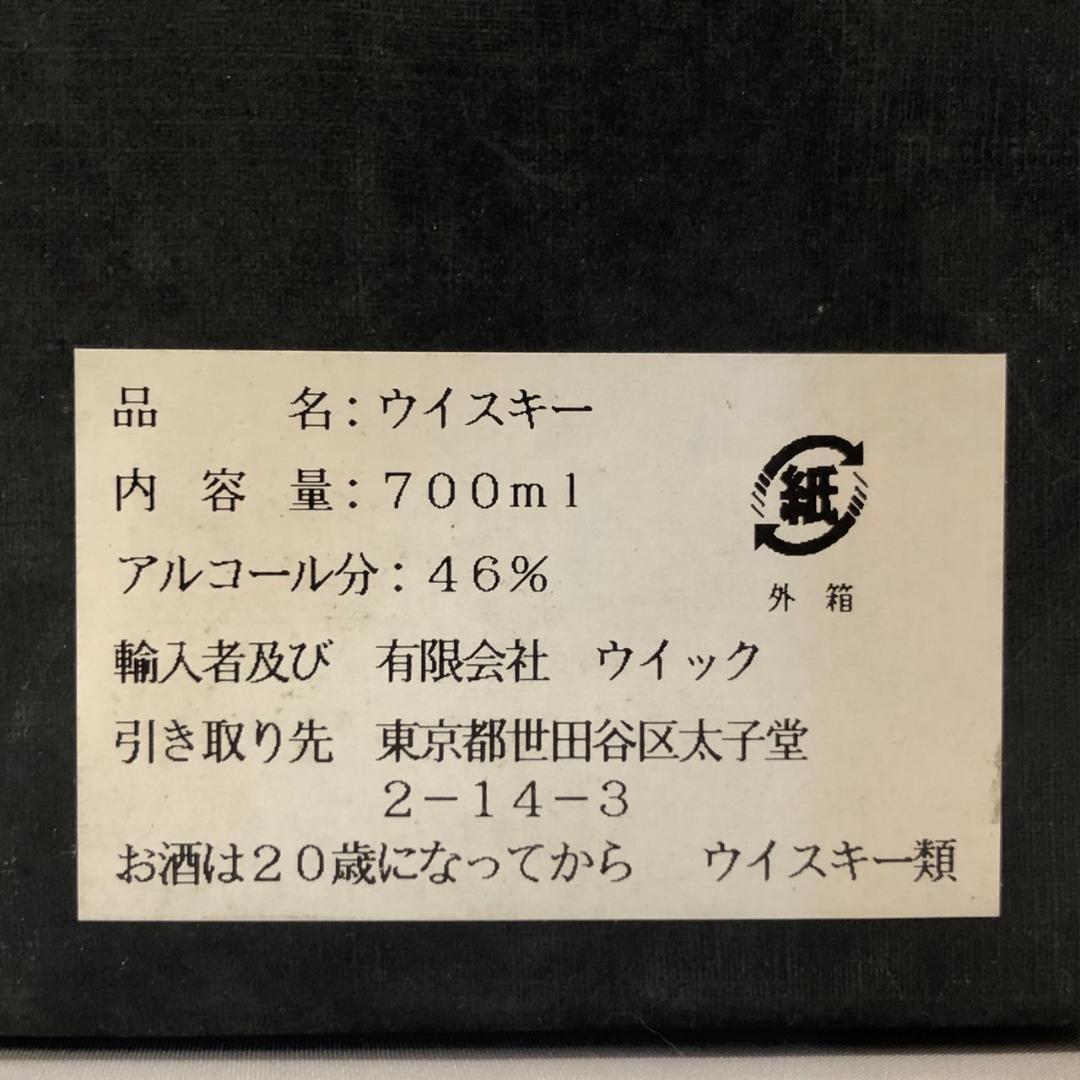 品名：ウイスキー
内容量：７００ｍｌ
紙
アルコール分：４６％
外箱
輸入者及び　有限会社　ウイック
引き取り先　東京都世田谷区太子堂
２－１４－３
お酒は２０歳になってから　ウイスキー類